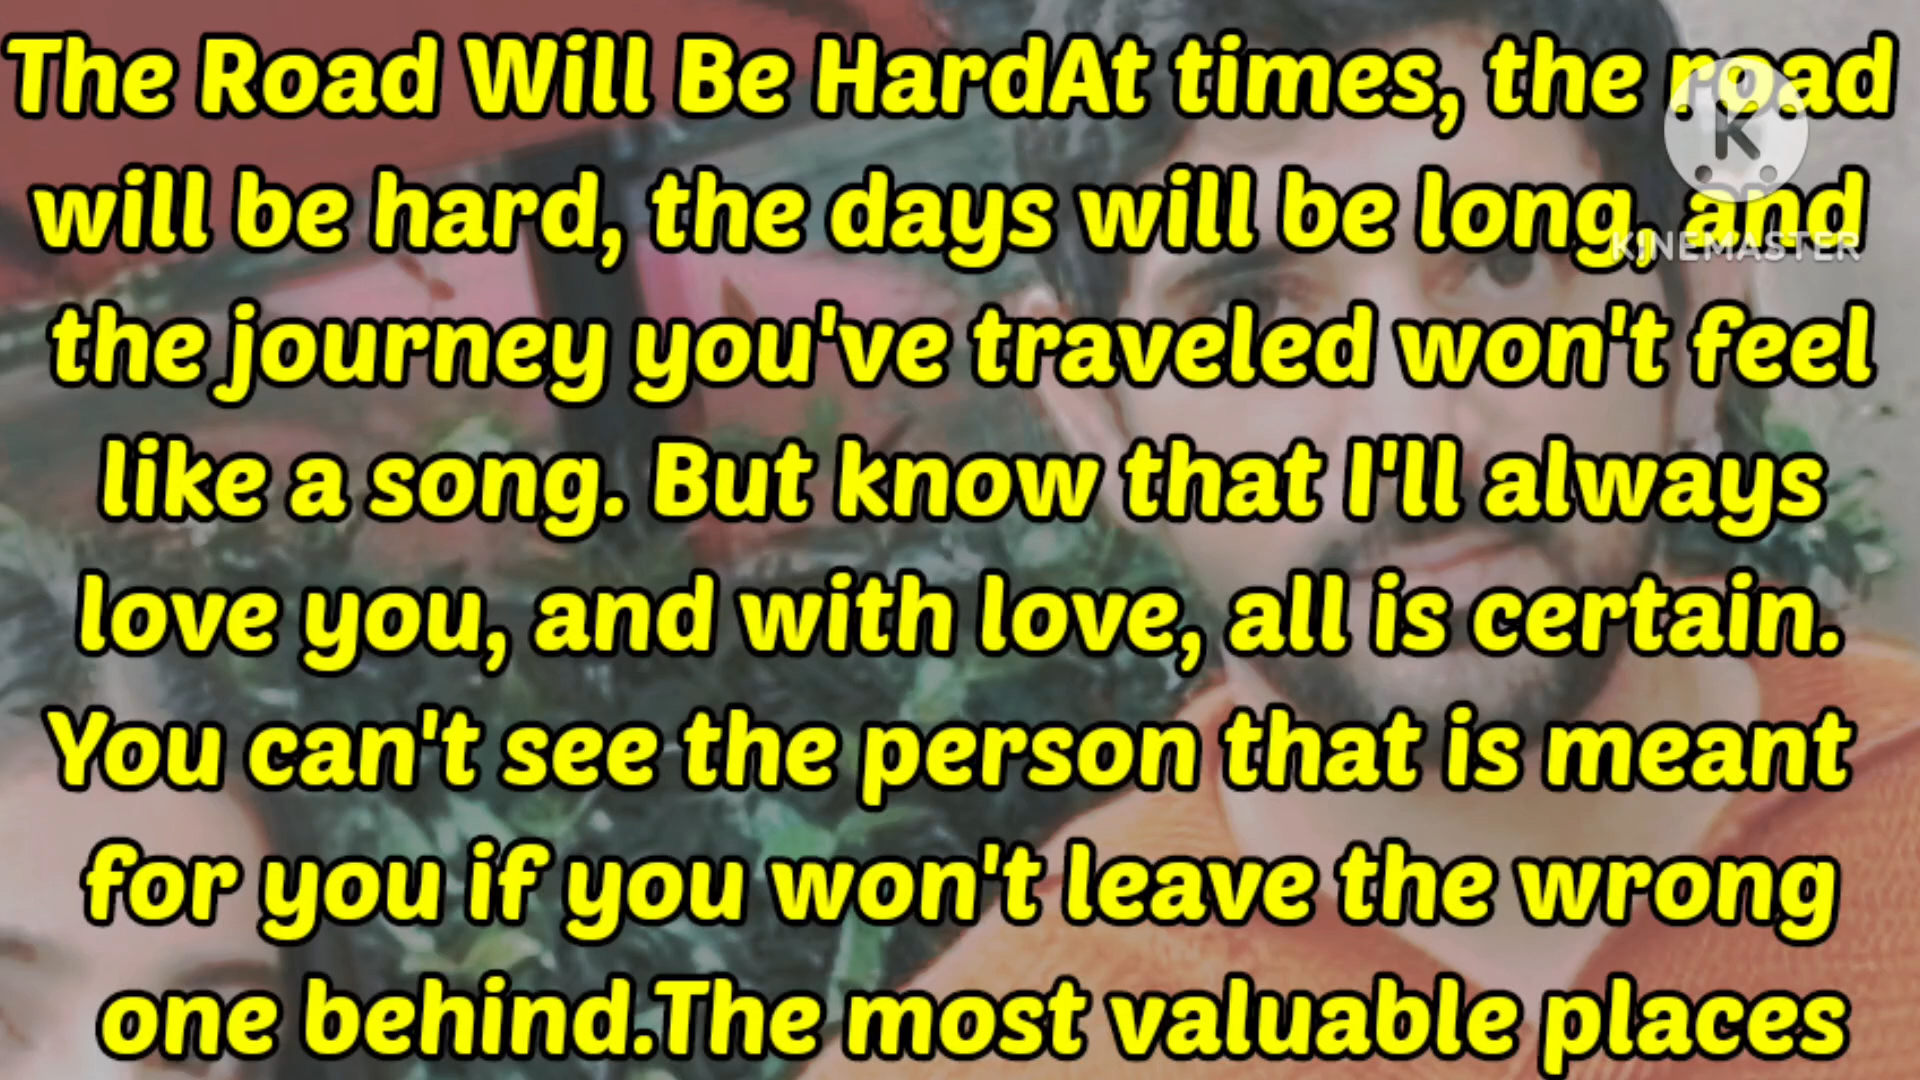 The Road Will Be HardAt times, the road
will be hard, the days will be long, and
the journey you've traveled won't feel
like a song. But know that I'll always
love you, and with love, all is certain.
You can't see the person that is meant
for you if you won't leave the wrong
one behind.The most valuable places
K
KINEMASTER